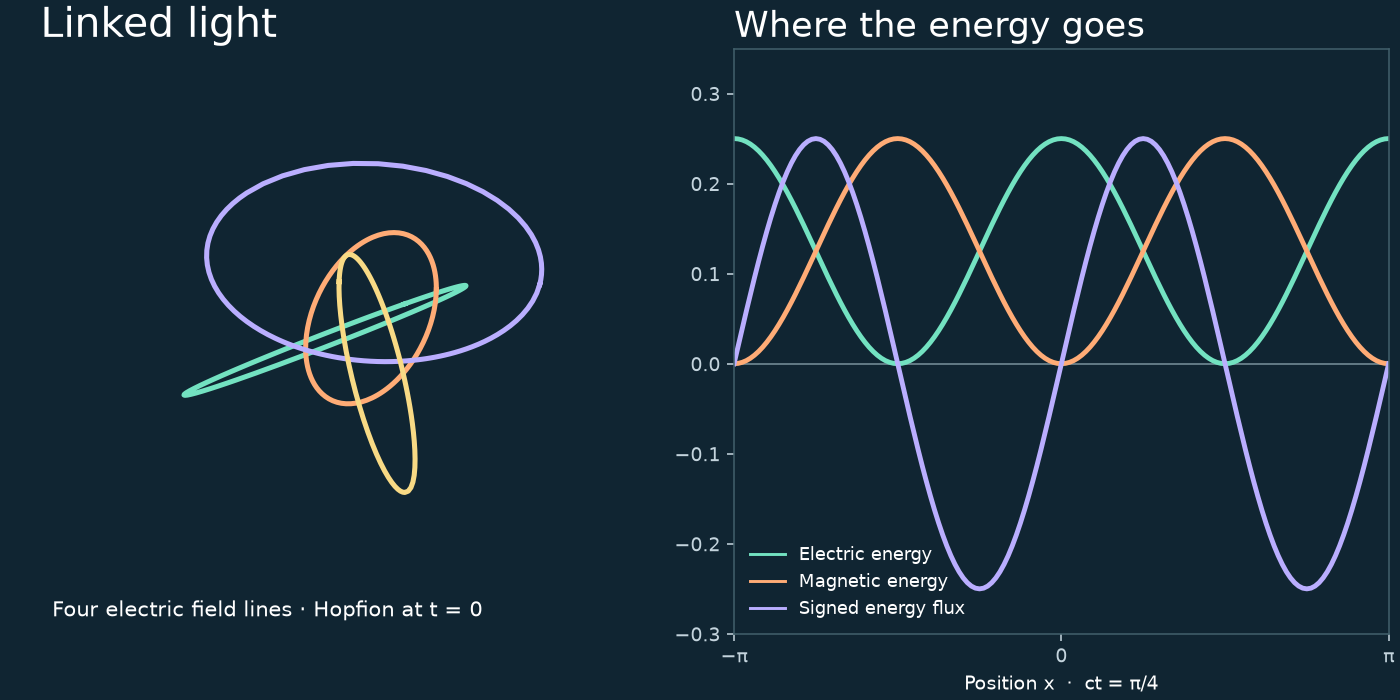 Linked light
Four electric field lines · Hopfion at t = 0
Where the energy goes
0.3
0.2
0.1
0.0
−0.1
−0.2
−0.3
Electric energy
Magnetic energy
Signed energy flux
−π 0 π
Position x · ct = π/4